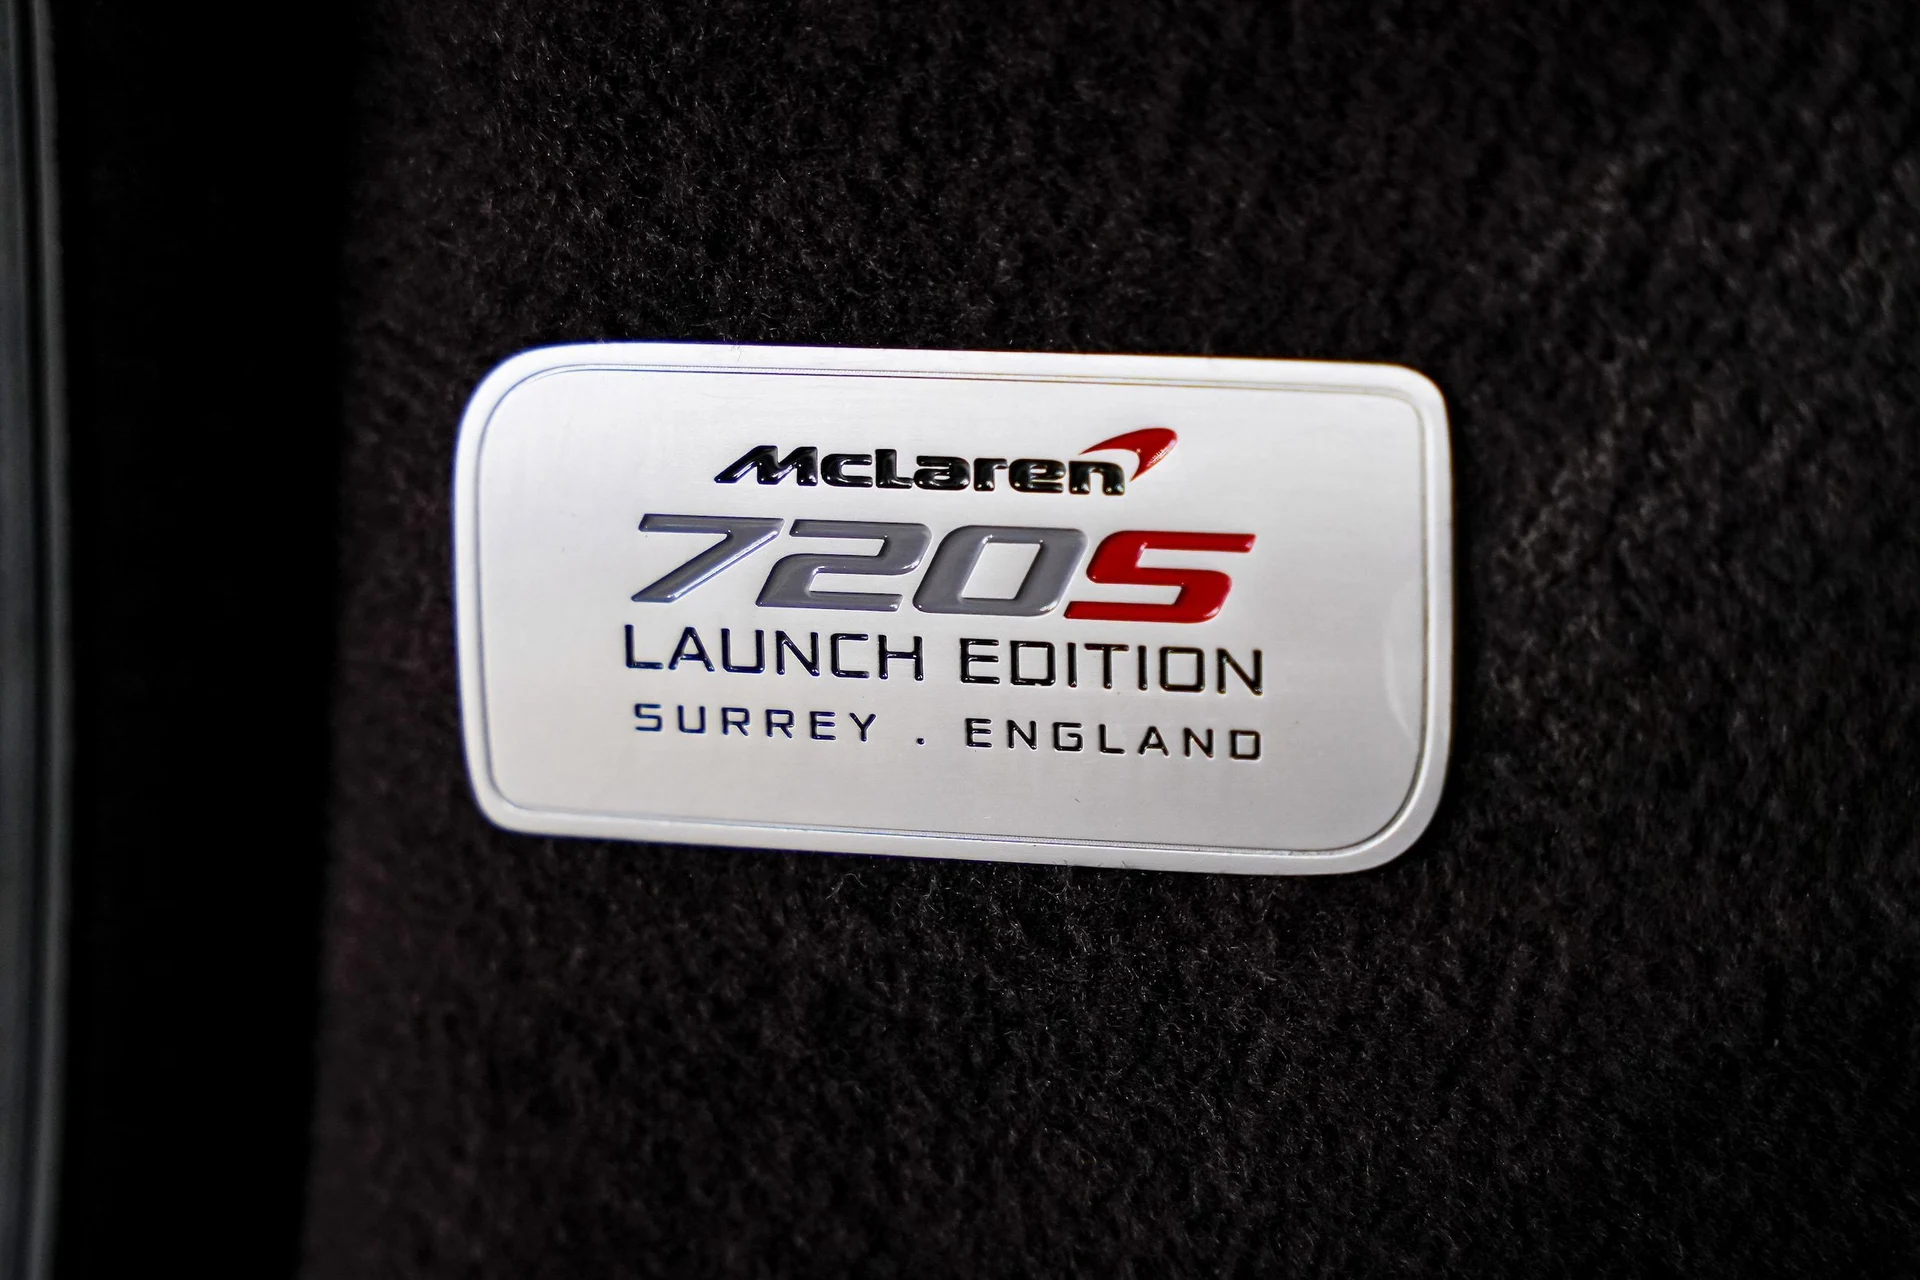 McLaren
720S
LAUNCH EDITION
SURREY . ENGLAND